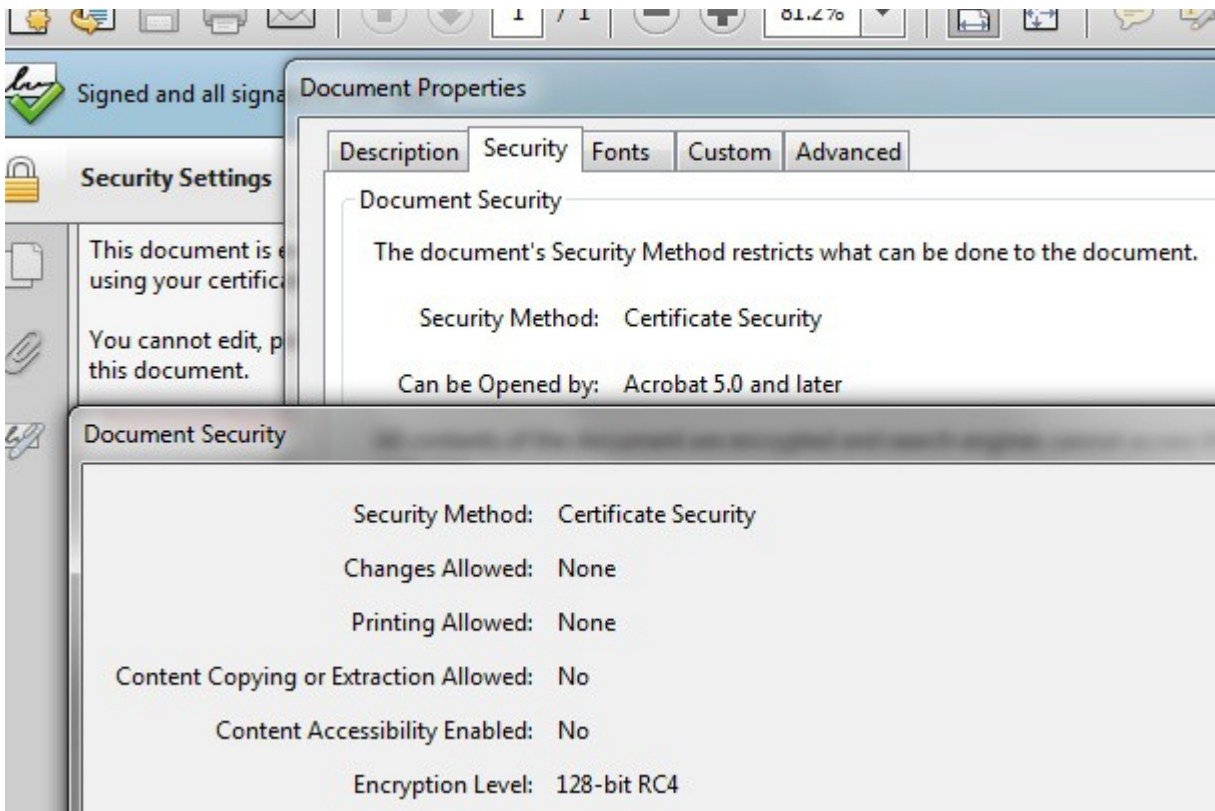 1 / 1 81.2%
Signed and all signa
Document Properties
Description Security Fonts Custom Advanced
Security Settings
Document Security
This document is e
using your certifica
The document's Security Method restricts what can be done to the document.
Security Method: Certificate Security
You cannot edit, p
this document.
Can be Opened by: Acrobat 5.0 and later
Document Security
Security Method: Certificate Security
Changes Allowed: None
Printing Allowed: None
Content Copying or Extraction Allowed: No
Content Accessibility Enabled: No
Encryption Level: 128-bit RC4